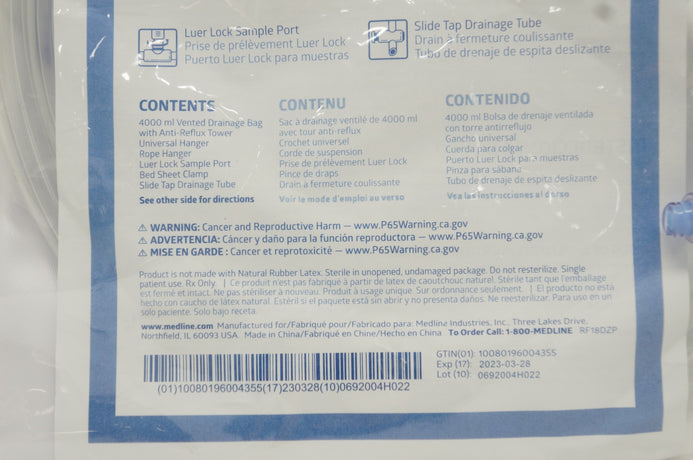 Luer Lock Sample Port
Prise de prélèvement Luer Lock
Puerto Luer Lock para muestras
Slide Tap Drainage Tube
Drain à fermeture coulissante
Tubo de drenaje de espita deslizante
CONTENTS
4000 ml Vented Drainage Bag
with Anti-Reflux Tower
Universal Hanger
Rope Hanger
Luer Lock Sample Port
Bed Sheet Clamp
Slide Tap Drainage Tube
See other side for directions
CONTENU
Sac à drainage ventilé de 4000 ml
avec tour anti-reflux
Crochet universel
Corde de suspension
Prise de prélèvement Luer Lock
Pince de draps
Drain à fermeture coulissante
Voir le mode d'emploi au verso
CONTENIDO
4000 ml Bolsa de drenaje ventilada
con torre antirreflujo
Gancho universal
Cuerda para colgar
Puerto Luer Lock para muestras
Pinza para sábana
Tubo de drenaje de espita deslizante
Vea las instrucciones al dorso
⚠ WARNING: Cancer and Reproductive Harm — www.P65Warning.ca.gov
⚠ ADVERTENCIA: Cáncer y daño para la función reproductora — www.P65Warning.ca.gov
⚠ MISE EN GARDE : Cancer et reprotoxicité — www.P65Warning.ca.gov
Product is not made with Natural Rubber Latex. Sterile in unopened, undamaged package. Do not resterilize. Single
patient use. Rx Only. | Ce produit n'est pas fabriqué à partir de latex de caoutchouc naturel. Stérile tant que l'emballage
est fermé et intact. Ne pas stériliser à nouveau. Produit à usage unique. Sur ordonnance seulement. | El producto no está
hecho con caucho de látex natural. Estéril si el paquete está sin abrir y no presenta daños. No reesterilizar. Para uso en un
solo paciente. Solo bajo receta.
www.medline.com Manufactured for/Fabriqué pour/Fabricado para: Medline Industries, Inc., Three Lakes Drive,
Northfield, IL 60093 USA. Made in China/Fabriqué en Chine/Hecho en China To Order Call: 1-800-MEDLINE RF18DZP
(01)10080196004355(17)230328(10)0692004H022
GTIN(01): 10080196004355
Exp (17): 2023-03-28
Lot (10): 0692004H022